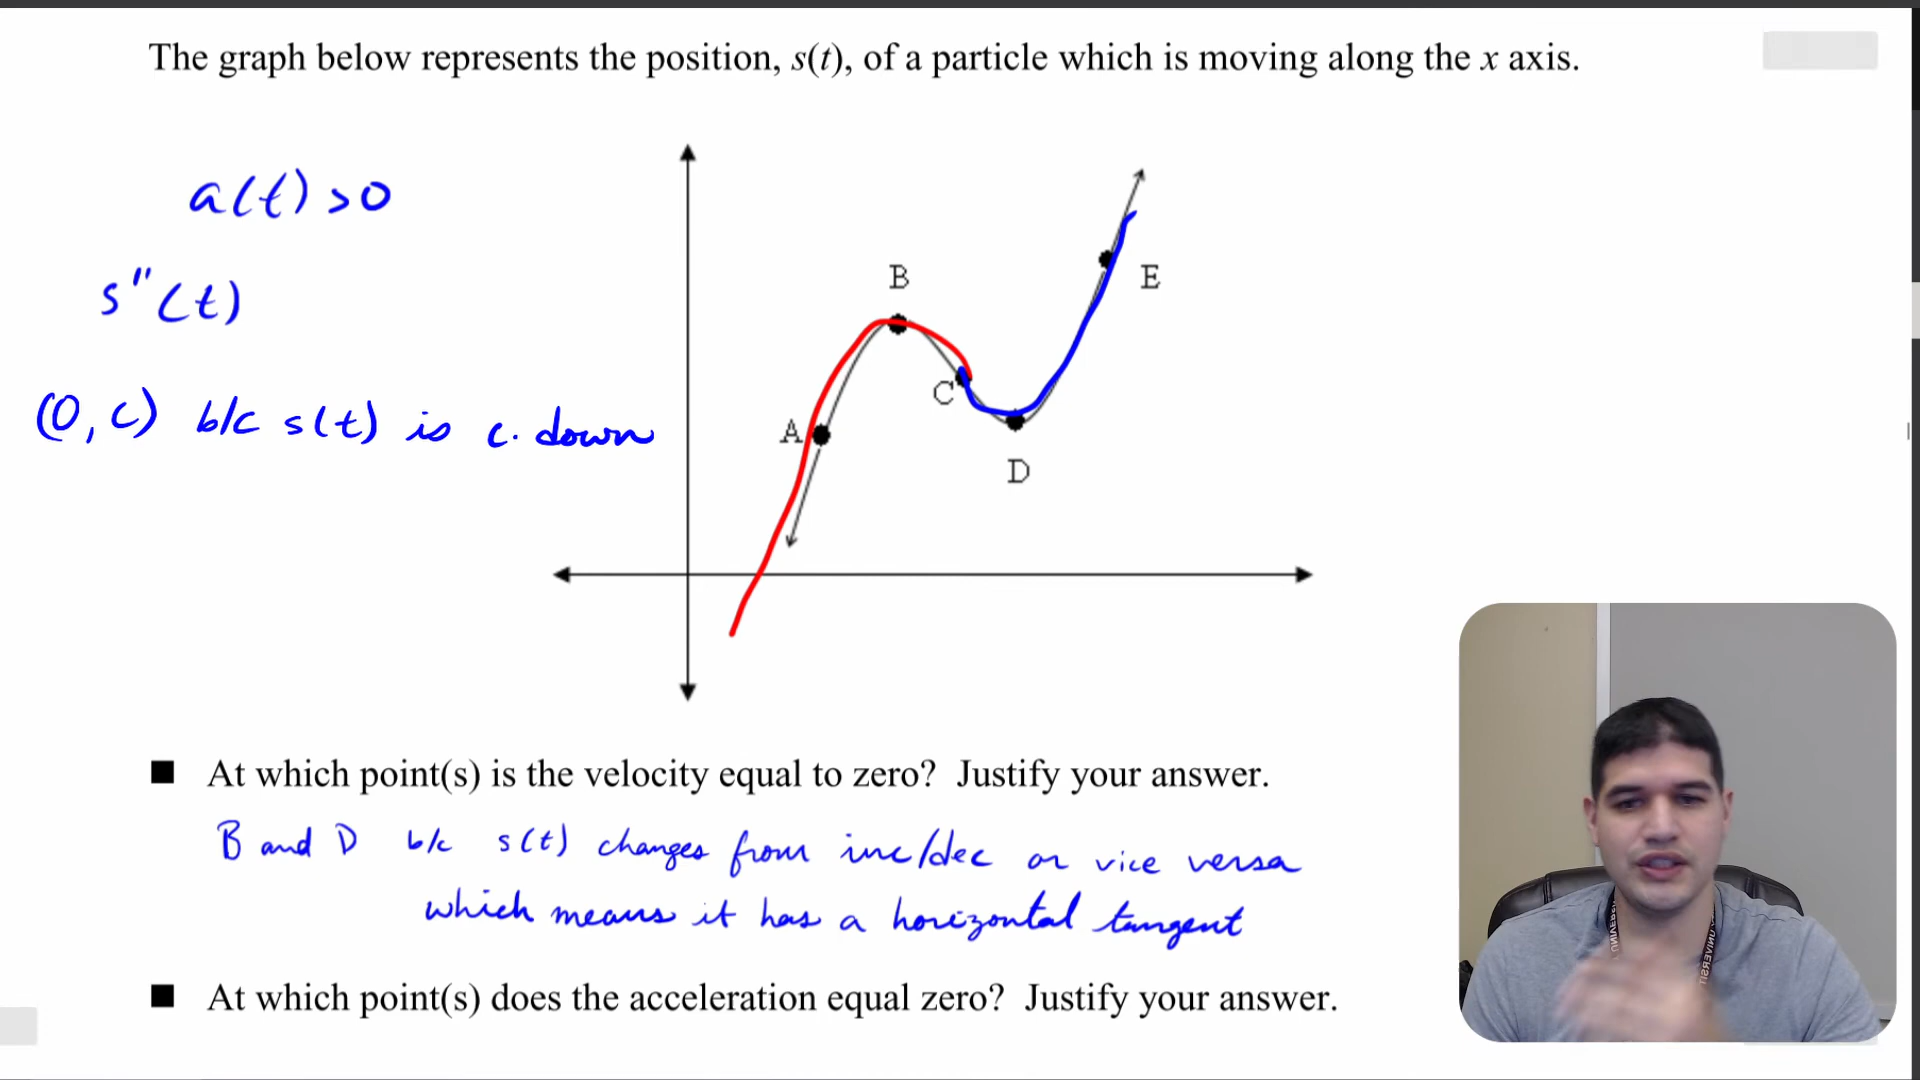 The graph below represents the position, s(t), of a particle which is moving along the x axis.
a(t) > 0
s''(t)
(0, C) b/c s(t) is c. down
B
E
C
A
D
■ At which point(s) is the velocity equal to zero? Justify your answer.
B and D b/c s(t) changes from inc/dec or vice versa
which means it has a horizontal tangent
■ At which point(s) does the acceleration equal zero? Justify your answer.